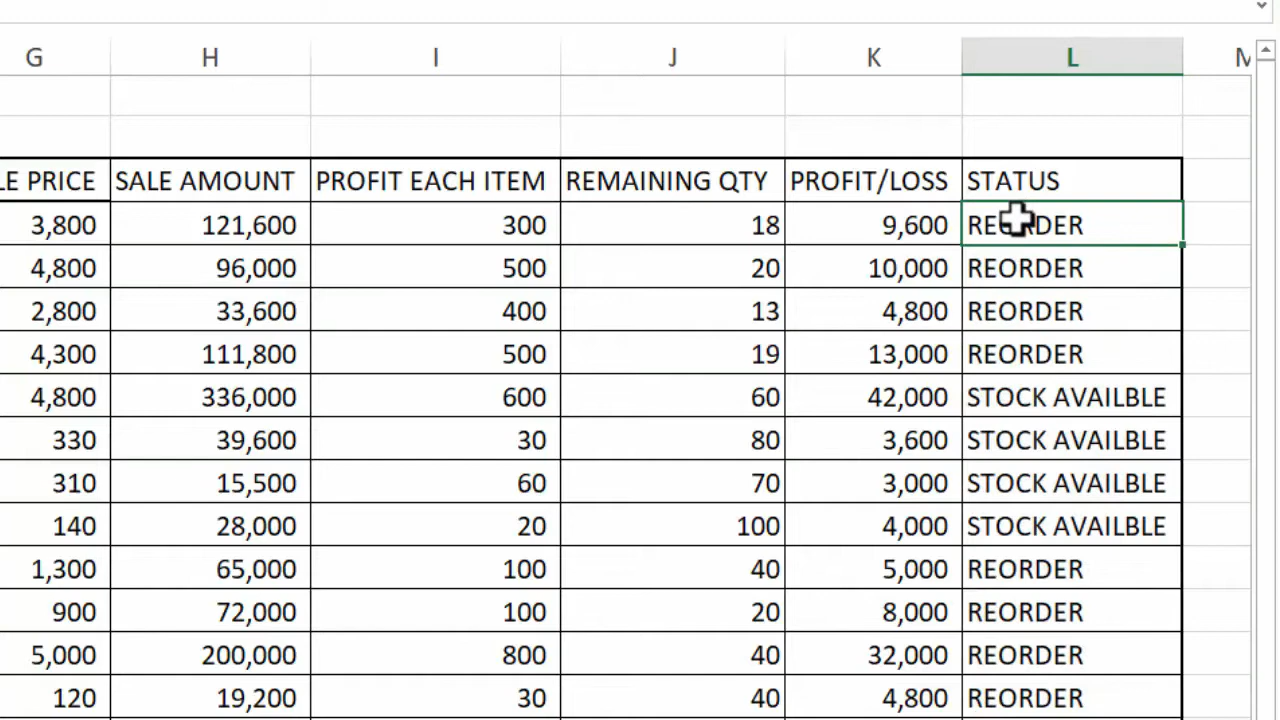 G H I J K L
LE PRICE SALE AMOUNT PROFIT EACH ITEM REMAINING QTY PROFIT/LOSS STATUS
3,800 121,600 300 18 9,600 REORDER
4,800 96,000 500 20 10,000 REORDER
2,800 33,600 400 13 4,800 REORDER
4,300 111,800 500 19 13,000 REORDER
4,800 336,000 600 60 42,000 STOCK AVAILBLE
330 39,600 30 80 3,600 STOCK AVAILBLE
310 15,500 60 70 3,000 STOCK AVAILBLE
140 28,000 20 100 4,000 STOCK AVAILBLE
1,300 65,000 100 40 5,000 REORDER
900 72,000 100 20 8,000 REORDER
5,000 200,000 800 40 32,000 REORDER
120 19,200 30 40 4,800 REORDER